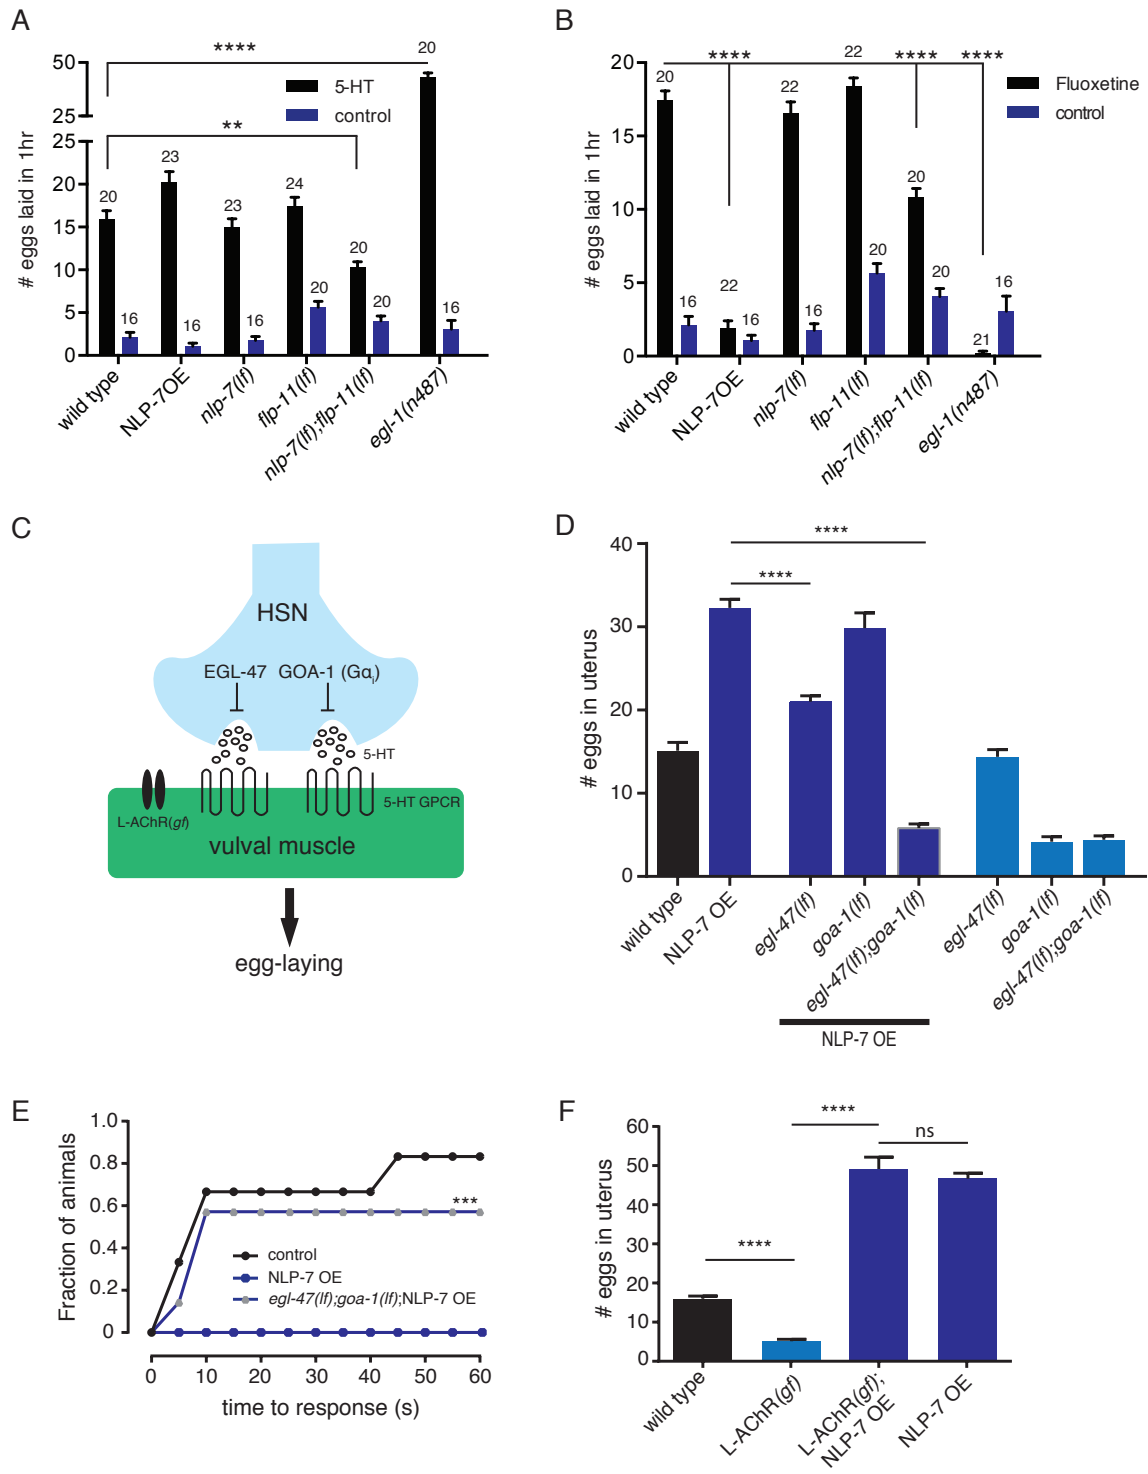 A
****
20
50
25
5-HT
control
**
25
20
15
10
5
0
# eggs laid in 1hr
20
16
23
16
23
16
24
20
20
20
16
wild type
NLP-7OE
nlp-7(lf)
flp-11(lf)
nlp-7(lf);flp-11(lf)
egl-1(n487)
B
22
**** **** ****
Fluoxetine
control
20
15
10
5
0
# eggs laid in 1hr
20
16
22
16
22
16
20
20
20
21
16
wild type
NLP-7OE
nlp-7(lf)
flp-11(lf)
nlp-7(lf);flp-11(lf)
egl-1(n487)
C
HSN
EGL-47 GOA-1 (Gαi)
5-HT
5-HT GPCR
L-AChR(gf)
vulval muscle
egg-laying
D
****
****
40
30
20
10
0
# eggs in uterus
wild type
NLP-7 OE
egl-47(lf)
goa-1(lf)
egl-47(lf);goa-1(lf)
egl-47(lf)
goa-1(lf)
egl-47(lf);goa-1(lf)
NLP-7 OE
E
1.0
0.8
0.6
0.4
0.2
0
Fraction of animals
***
control
NLP-7 OE
egl-47(lf);goa-1(lf);NLP-7 OE
0 10 20 30 40 50 60
time to response (s)
F
****
ns
****
60
50
40
30
20
10
0
# eggs in uterus
wild type
L-AChR(gf)
L-AChR(gf);
NLP-7 OE
NLP-7 OE